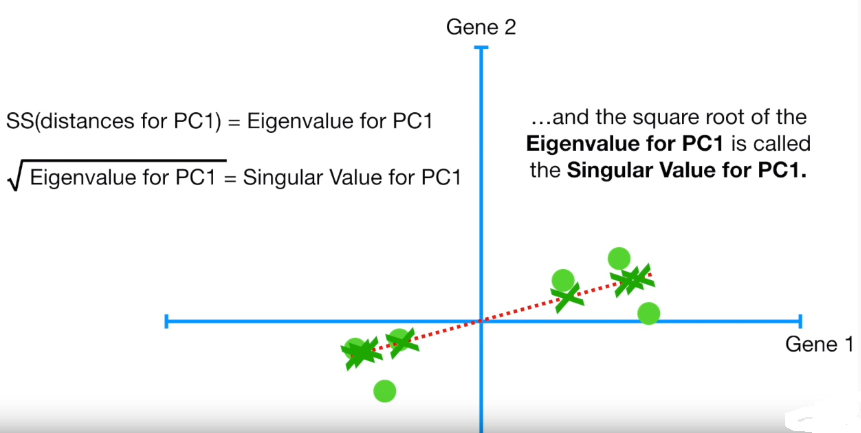 Gene 2
SS(distances for PC1) = Eigenvalue for PC1
√Eigenvalue for PC1 = Singular Value for PC1
…and the square root of the
Eigenvalue for PC1 is called
the Singular Value for PC1.
Gene 1